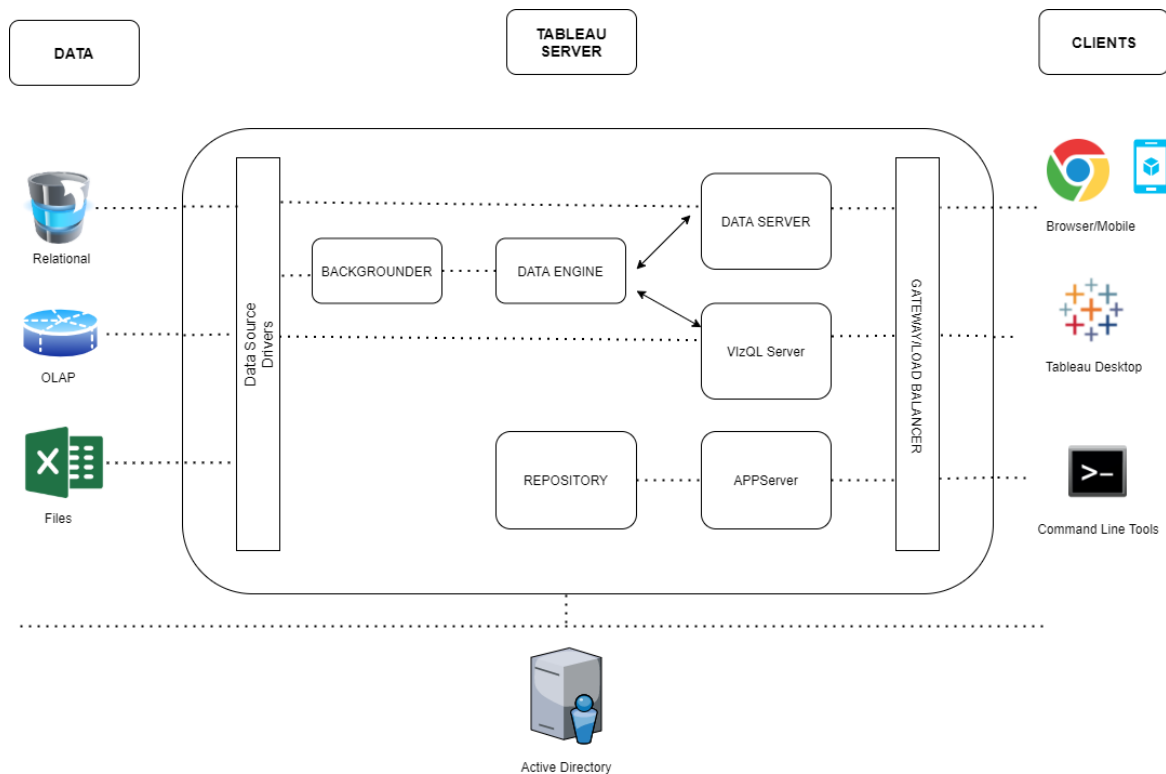 DATA
TABLEAU
SERVER
CLIENTS
Relational
OLAP
Files
Data Source
Drivers
BACKGROUNDER
DATA ENGINE
DATA SERVER
VIzQL Server
REPOSITORY
APPServer
GATEWAY/LOAD BALANCER
Browser/Mobile
Tableau Desktop
>-
Command Line Tools
Active Directory